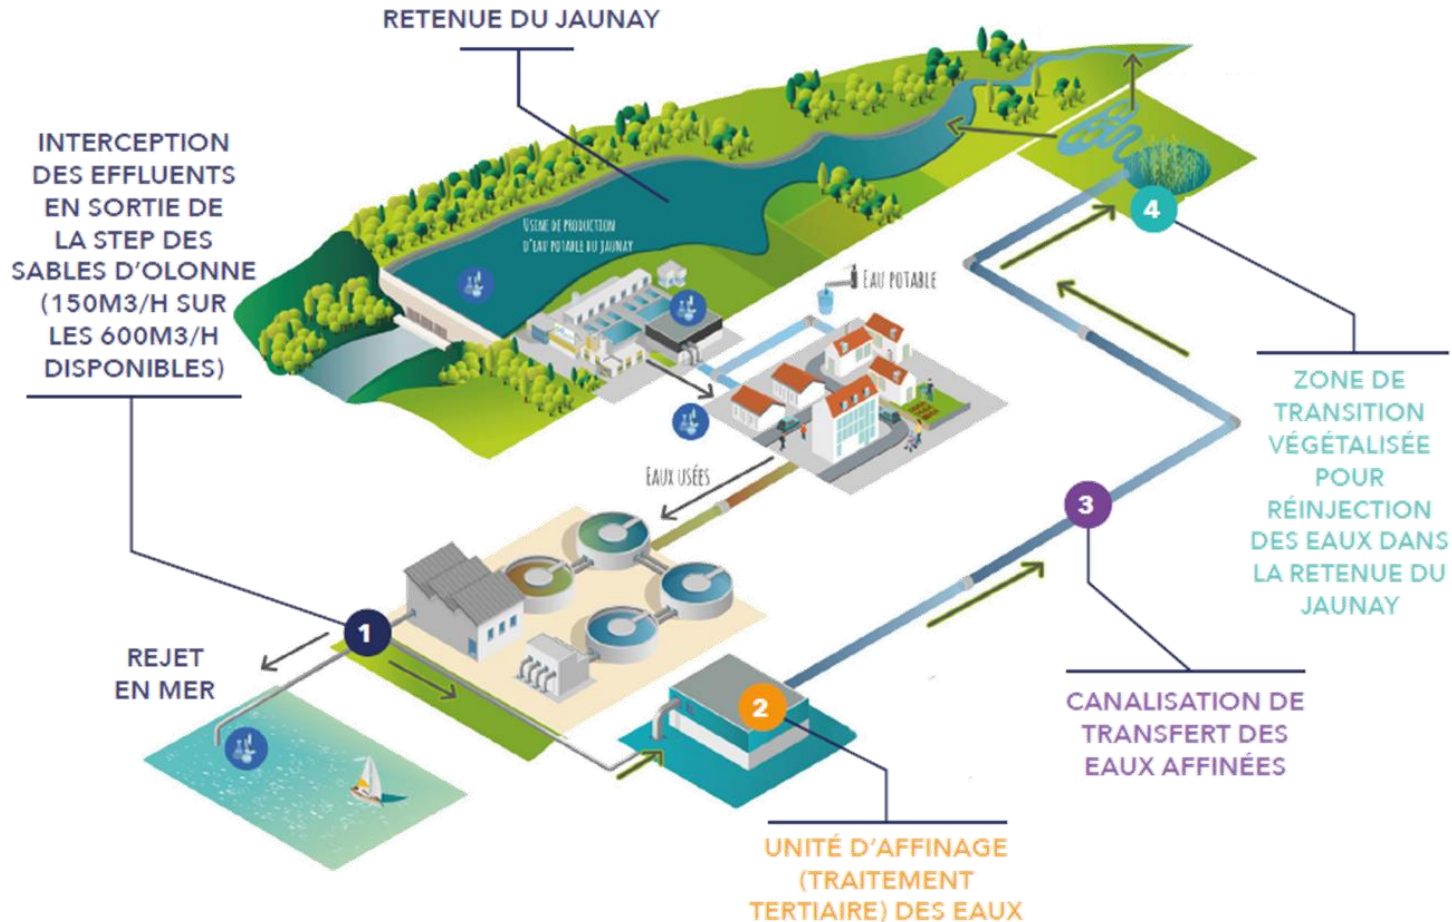 RETENUE DU JAUNAY
INTERCEPTION
DES EFFLUENTS
EN SORTIE DE
LA STEP DES
SABLES D'OLONNE
(150M3/H SUR
LES 600M3/H
DISPONIBLES)
USINE DE PRODUCTION
D'EAU POTABLE DU JAUNAY
EAU POTABLE
4
ZONE DE
TRANSITION
VÉGÉTALISÉE
POUR
RÉINJECTION
DES EAUX DANS
LA RETENUE DU
JAUNAY
EAUX USÉES
3
CANALISATION DE
TRANSFERT DES
EAUX AFFINÉES
1
REJET
EN MER
2
UNITÉ D'AFFINAGE
(TRAITEMENT
TERTIAIRE) DES EAUX